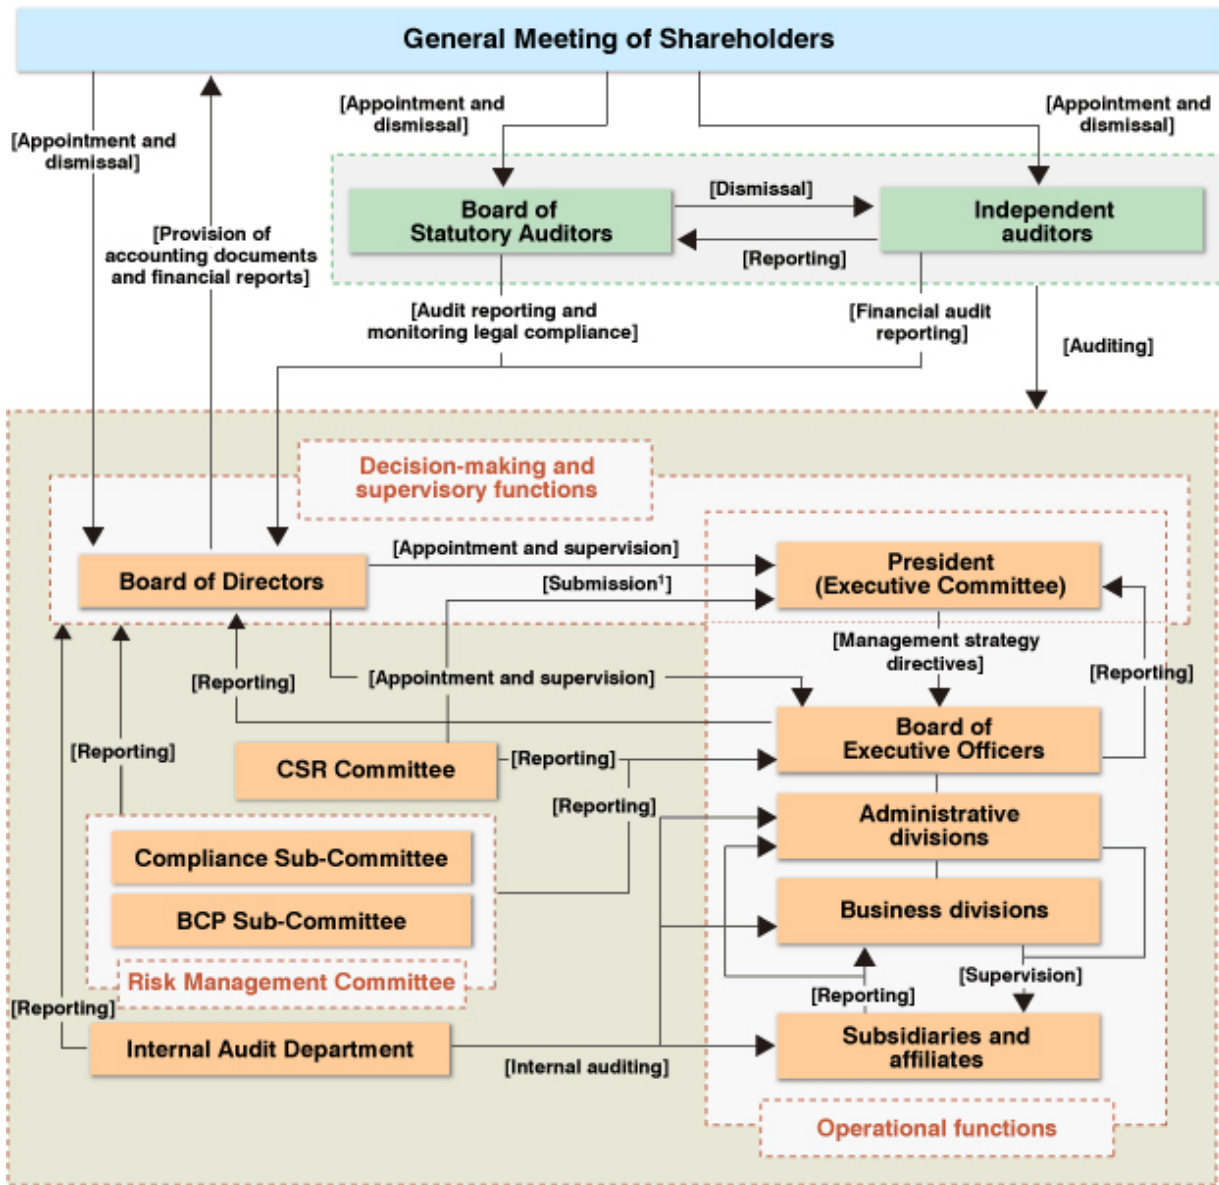 General Meeting of Shareholders
[Appointment and
dismissal]
[Provision of
accounting documents
and financial reports]
[Appointment and
dismissal]
[Appointment and
dismissal]
Board of
Statutory Auditors
[Dismissal]
[Reporting]
Independent
auditors
[Audit reporting and
monitoring legal compliance]
[Financial audit
reporting]
[Auditing]
Decision-making and
supervisory functions
Board of Directors
[Appointment and supervision]
[Submission¹]
President
(Executive Committee)
[Management strategy
directives]
[Reporting]
[Reporting]
[Appointment and supervision]
Board of
Executive Officers
[Reporting]
CSR Committee
[Reporting]
[Reporting]
Administrative
divisions
Compliance Sub-Committee
BCP Sub-Committee
Business divisions
Risk Management Committee
[Supervision]
[Reporting]
[Reporting]
Internal Audit Department
[Internal auditing]
Subsidiaries and
affiliates
Operational functions